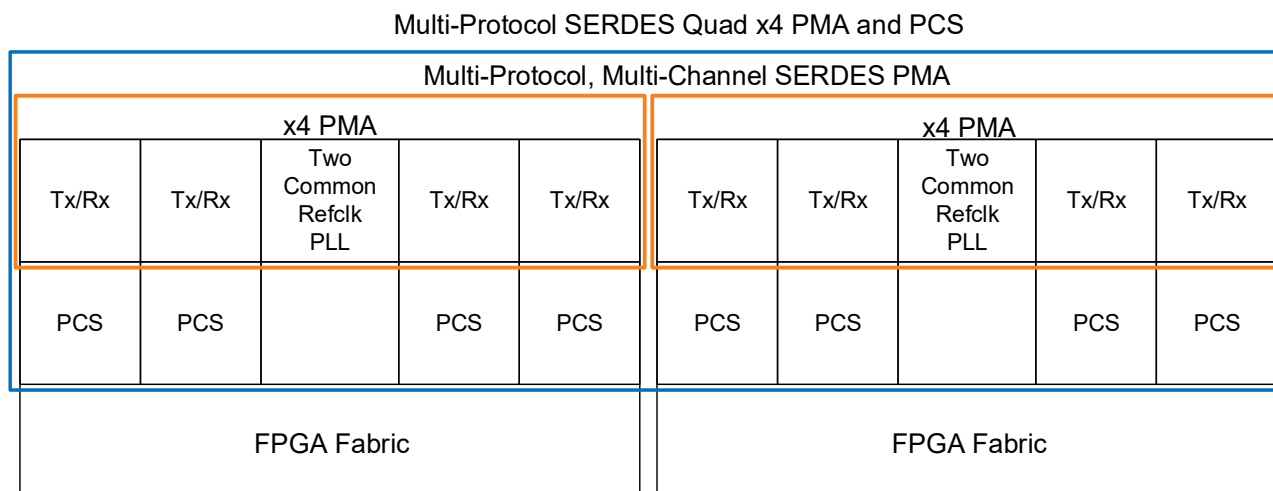 Multi-Protocol SERDES Quad x4 PMA and PCS
Multi-Protocol, Multi-Channel SERDES PMA
x4 PMA
Tx/Rx
Tx/Rx
Two
Common
Refclk
PLL
Tx/Rx
Tx/Rx
PCS
PCS
PCS
PCS
FPGA Fabric
x4 PMA
Tx/Rx
Tx/Rx
Two
Common
Refclk
PLL
Tx/Rx
Tx/Rx
PCS
PCS
PCS
PCS
FPGA Fabric